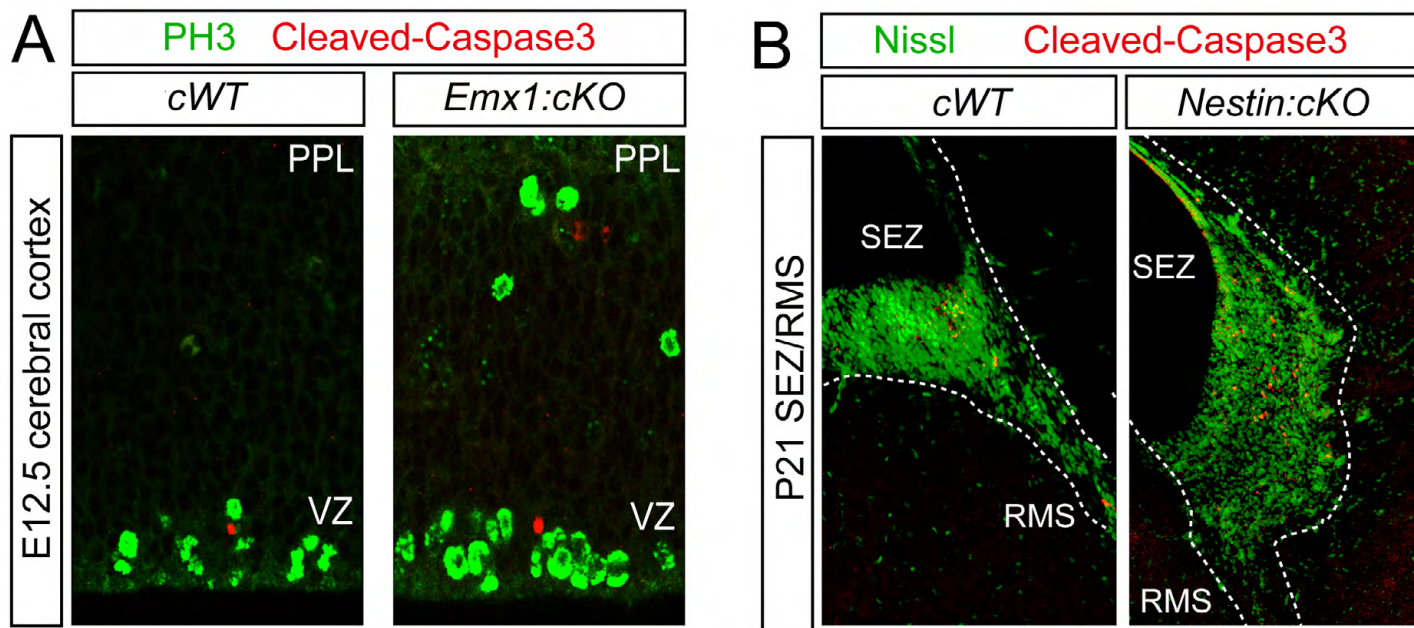 A
PH3 Cleaved-Caspase3
cWT
Emx1:cKO
E12.5 cerebral cortex
PPL
VZ
PPL
VZ
B
Nissl Cleaved-Caspase3
cWT
Nestin:cKO
P21 SEZ/RMS
SEZ
RMS
SEZ
RMS